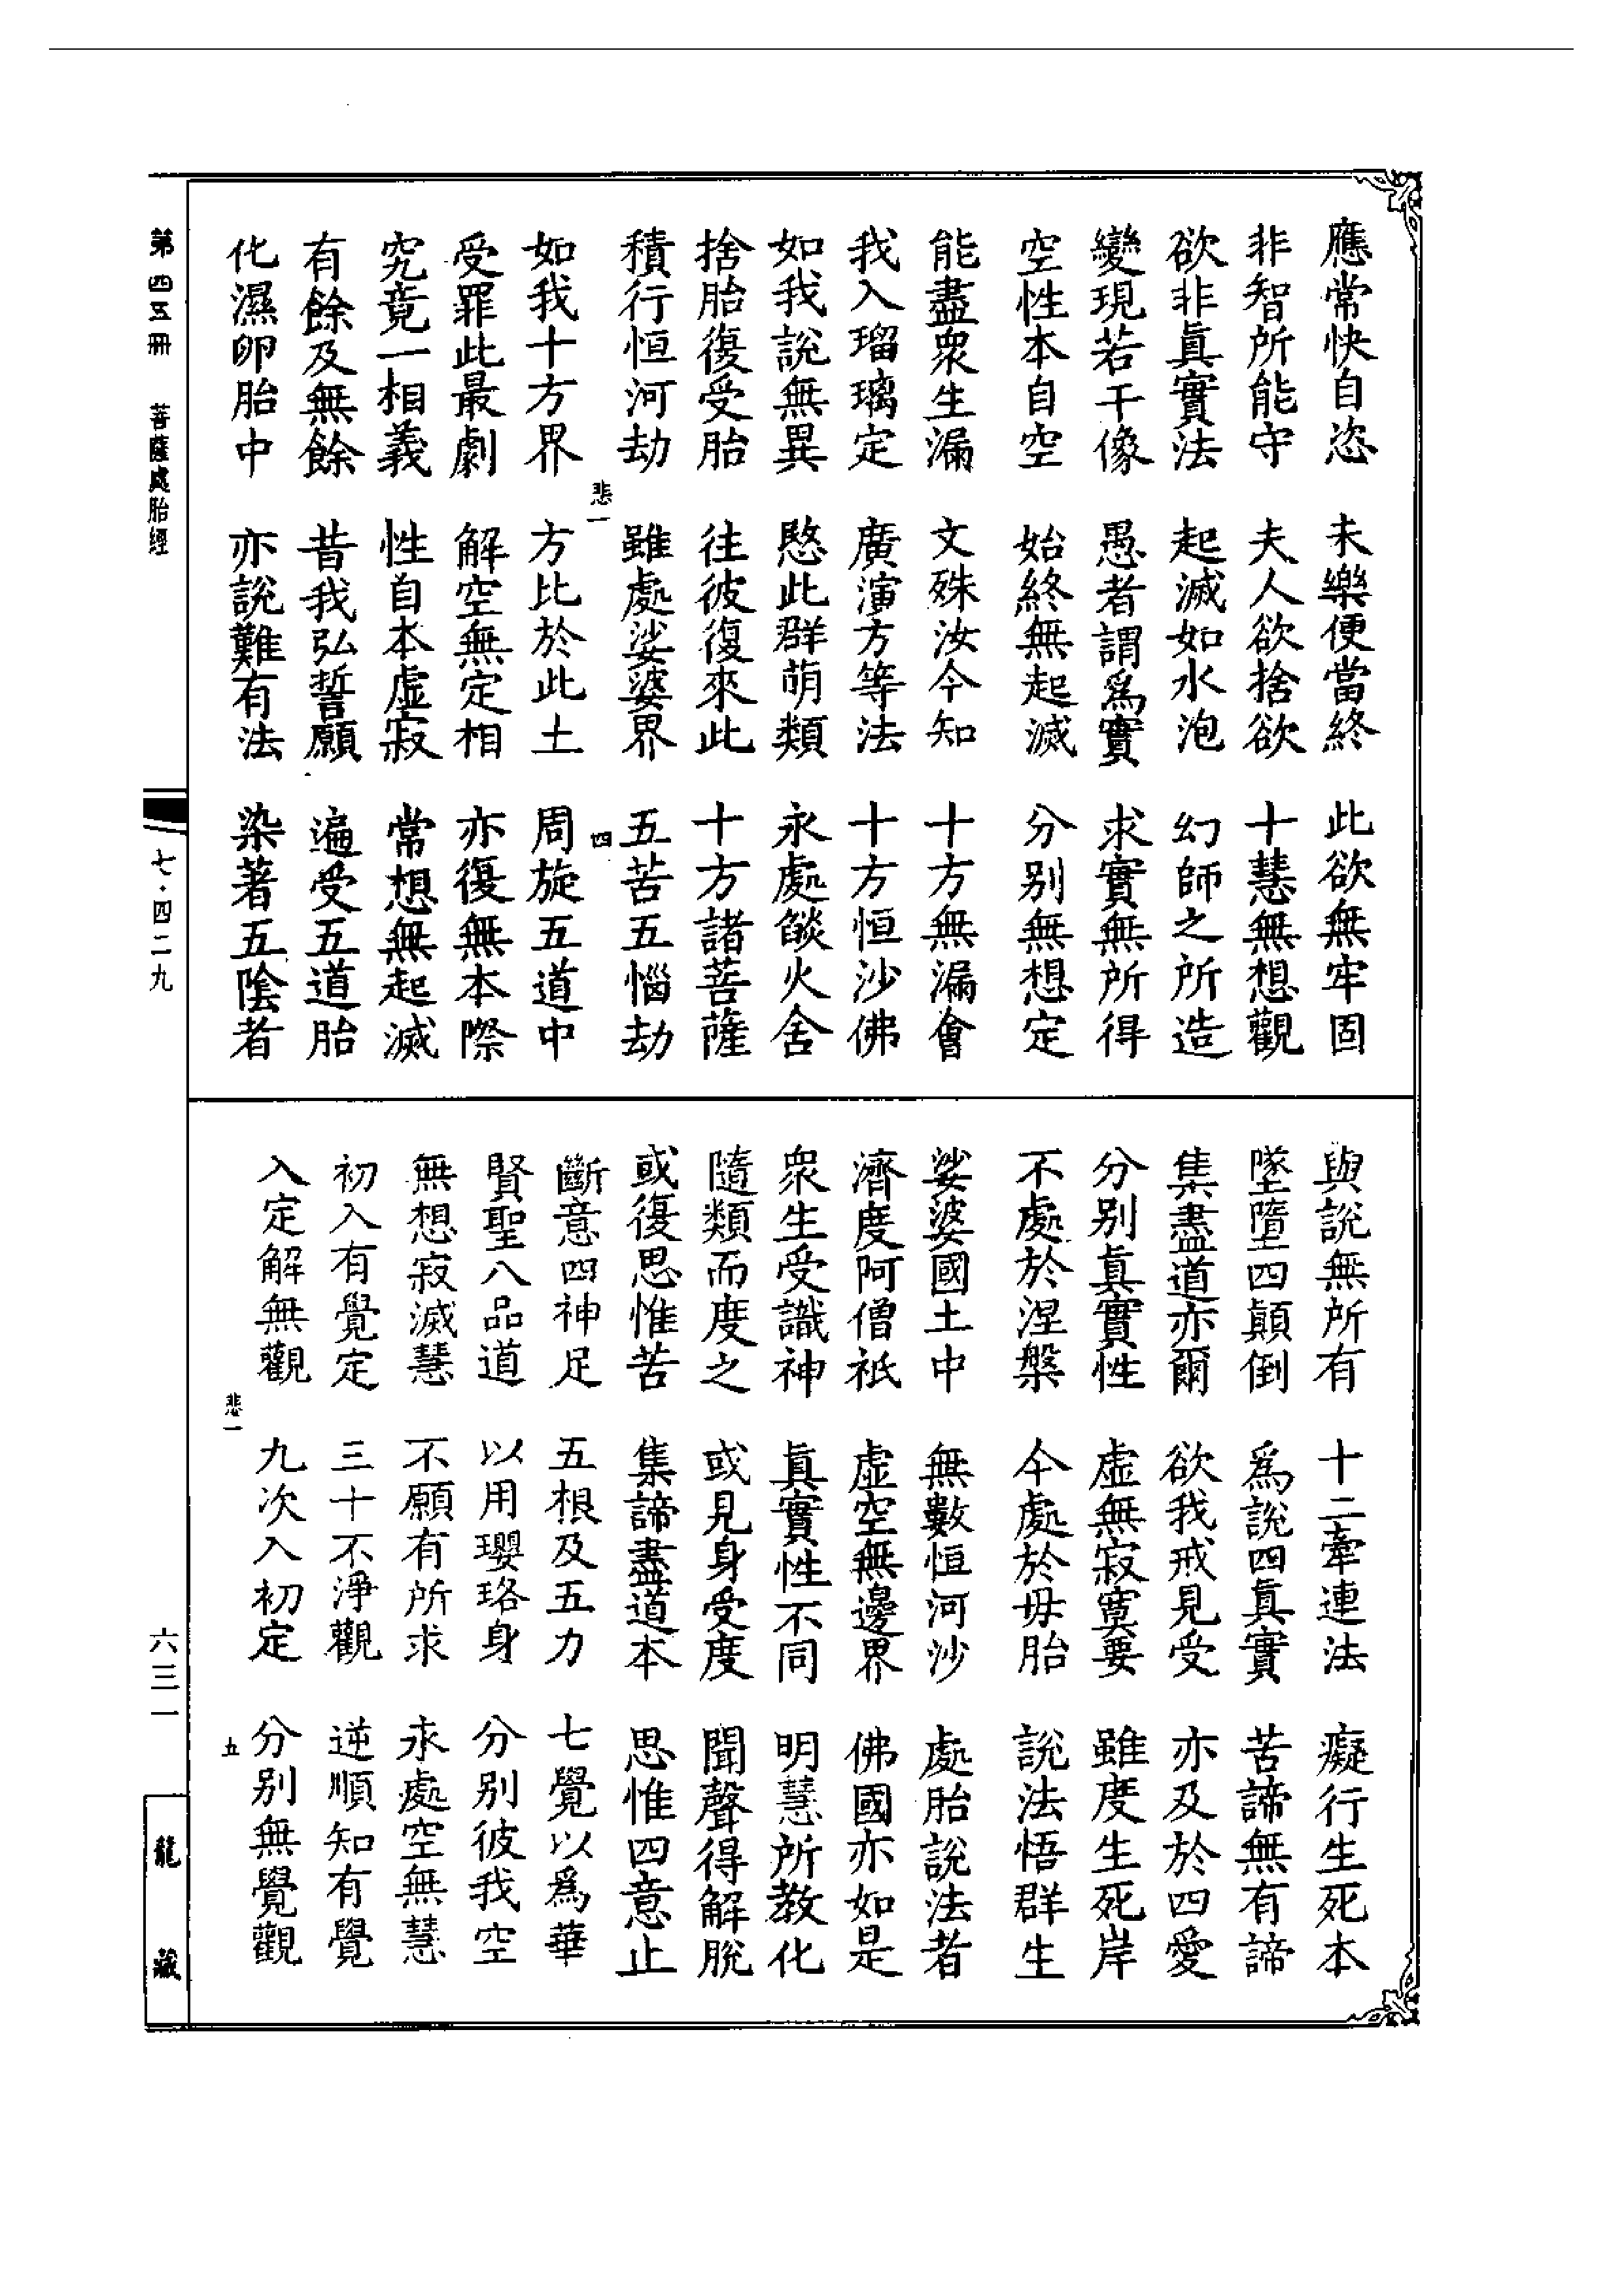 應常快自恣　未樂便當終　此欲無牢固
非智所能守　夫人欲捨欲　十慧無想觀
欲非眞實法　起滅如水泡　幻師之所造
變現若干像　愚者謂爲實　求實無所得
空性本自空　始終無起滅　分别無想定
能盡衆生漏　文殊汝今知　十方無漏會
我入瑠璃定　廣演方等法　十方恒沙佛
如我說無異　愍此群萌類　永處餤火舍
捨胎復受胎　往彼復來此　十方諸菩薩
積行恒河劫　雖處娑婆界　五苦五惱劫
悲一　四
如我十方界　方比於此土　周旋五道中
受罪此最劇　解空無定相　亦復無本際
究竟一相義　性自本虛寂　常想無起滅
有餘及無餘　昔我弘誓願　遍受五道胎
化濕卵胎中　亦說難有法　染著五陰者
與說無所有　十二牽連法　癡行生死本
墜墮四顛倒　爲說四眞實　苦諦無有諦
集盡道亦爾　欲我戒見受　亦及於四愛
分别眞實性　虛無寂寞要　雖度生死岸
不處於涅槃　今處於母胎　說法悟群生
娑婆國土中　無數恒河沙　處胎說法者
濟度阿僧祇　虛空無邊界　佛國亦如是
衆生受識神　眞實性不同　明慧所教化
隨類而度之　或見身受度　聞聲得解脫
或復思惟苦　集諦盡道本　思惟四意止
斷意四神足　五根及五力　七覺以爲華
賢聖八品道　以用瓔珞身　分别彼我空
無想寂滅慧　不願有所求　永處空無慧
初入有覺定　三十不淨觀　逆順知有覺
入定解無觀　九次入初定　分别無覺觀
悲一　五
第四五冊　菩薩處胎經
七·四二九
六三一
龍藏